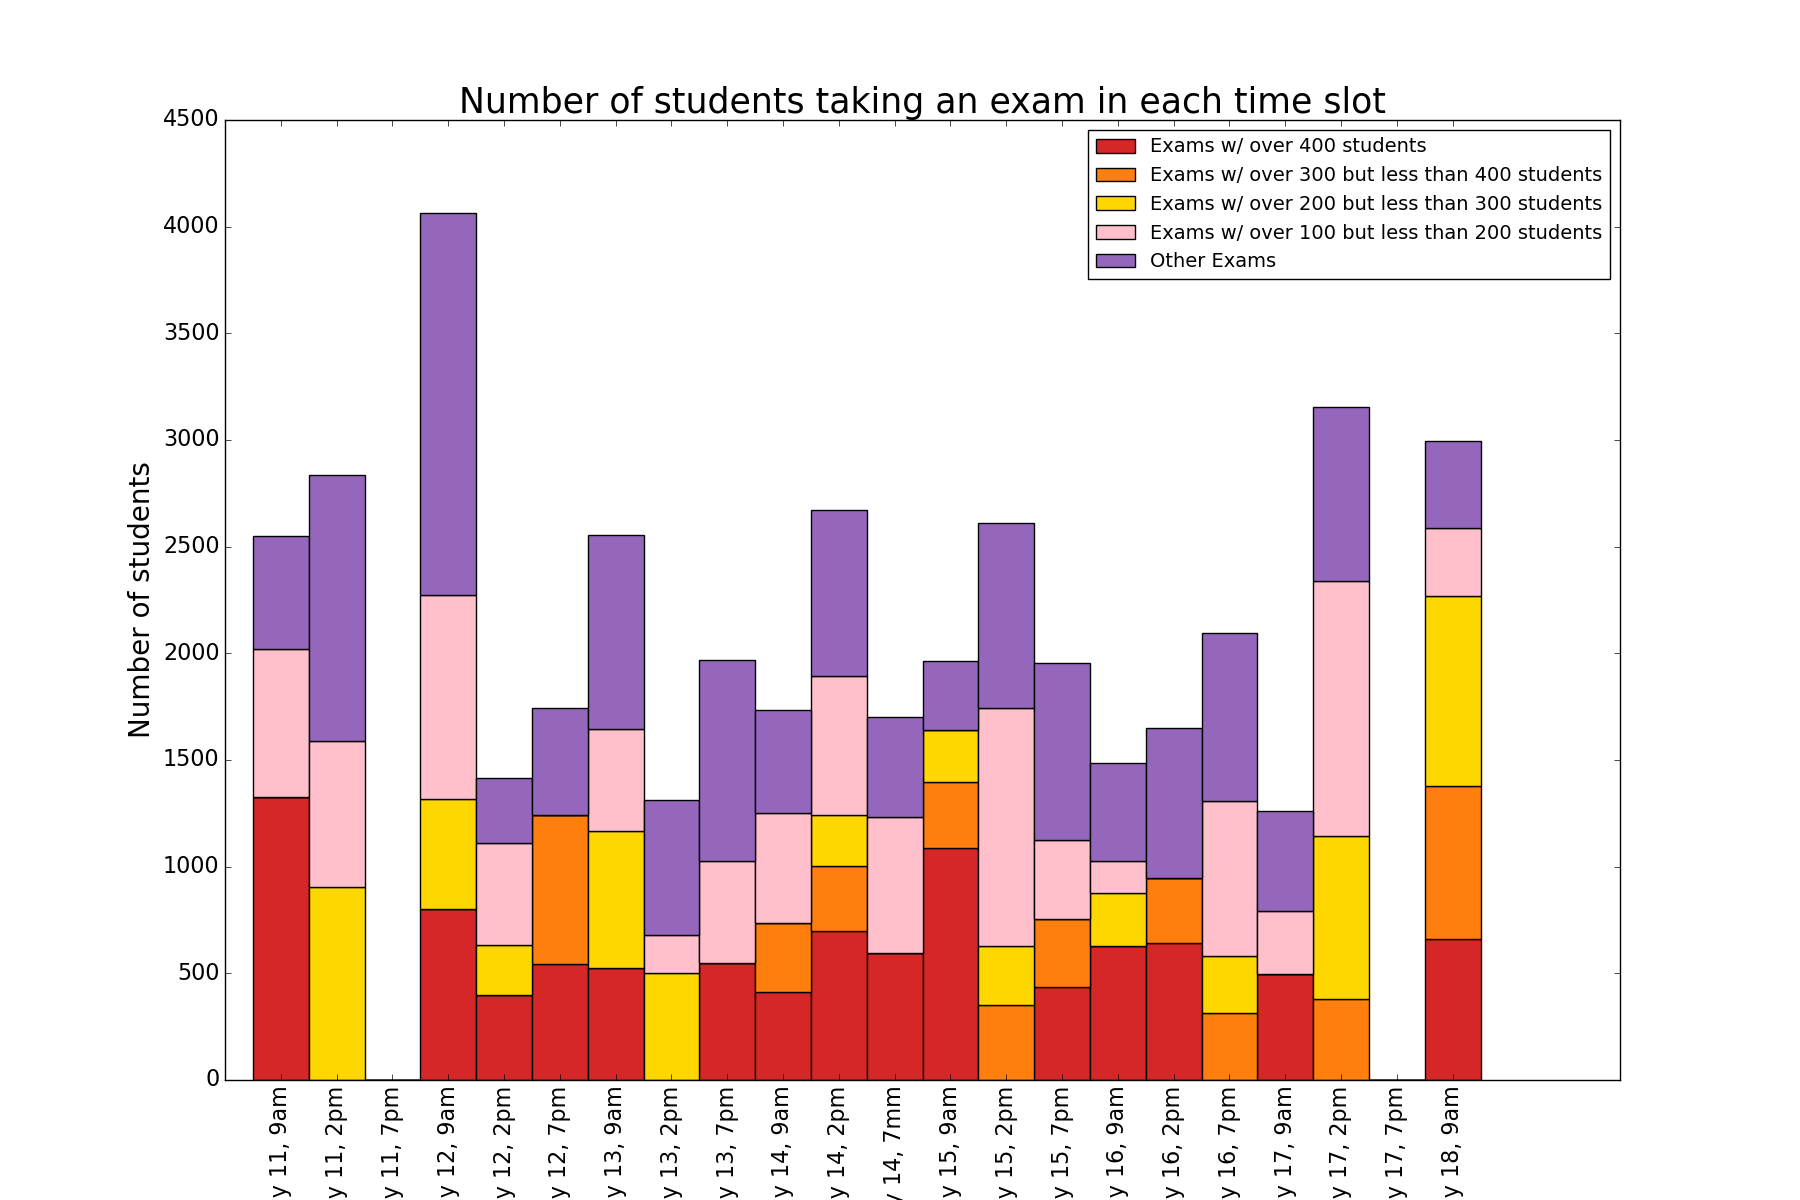 Number of students taking an exam in each time slot
4500
4000
3500
3000
2500
2000
1500
1000
500
0
Number of students
Exams w/ over 400 students
Exams w/ over 300 but less than 400 students
Exams w/ over 200 but less than 300 students
Exams w/ over 100 but less than 200 students
Other Exams
y 11, 9am
y 11, 2pm
y 11, 7pm
y 12, 9am
y 12, 2pm
y 12, 7pm
y 13, 9am
y 13, 2pm
y 13, 7pm
y 14, 9am
y 14, 2pm
y 14, 7mm
y 15, 9am
y 15, 2pm
y 15, 7pm
y 16, 9am
y 16, 2pm
y 16, 7pm
y 17, 9am
y 17, 2pm
y 17, 7pm
y 18, 9am